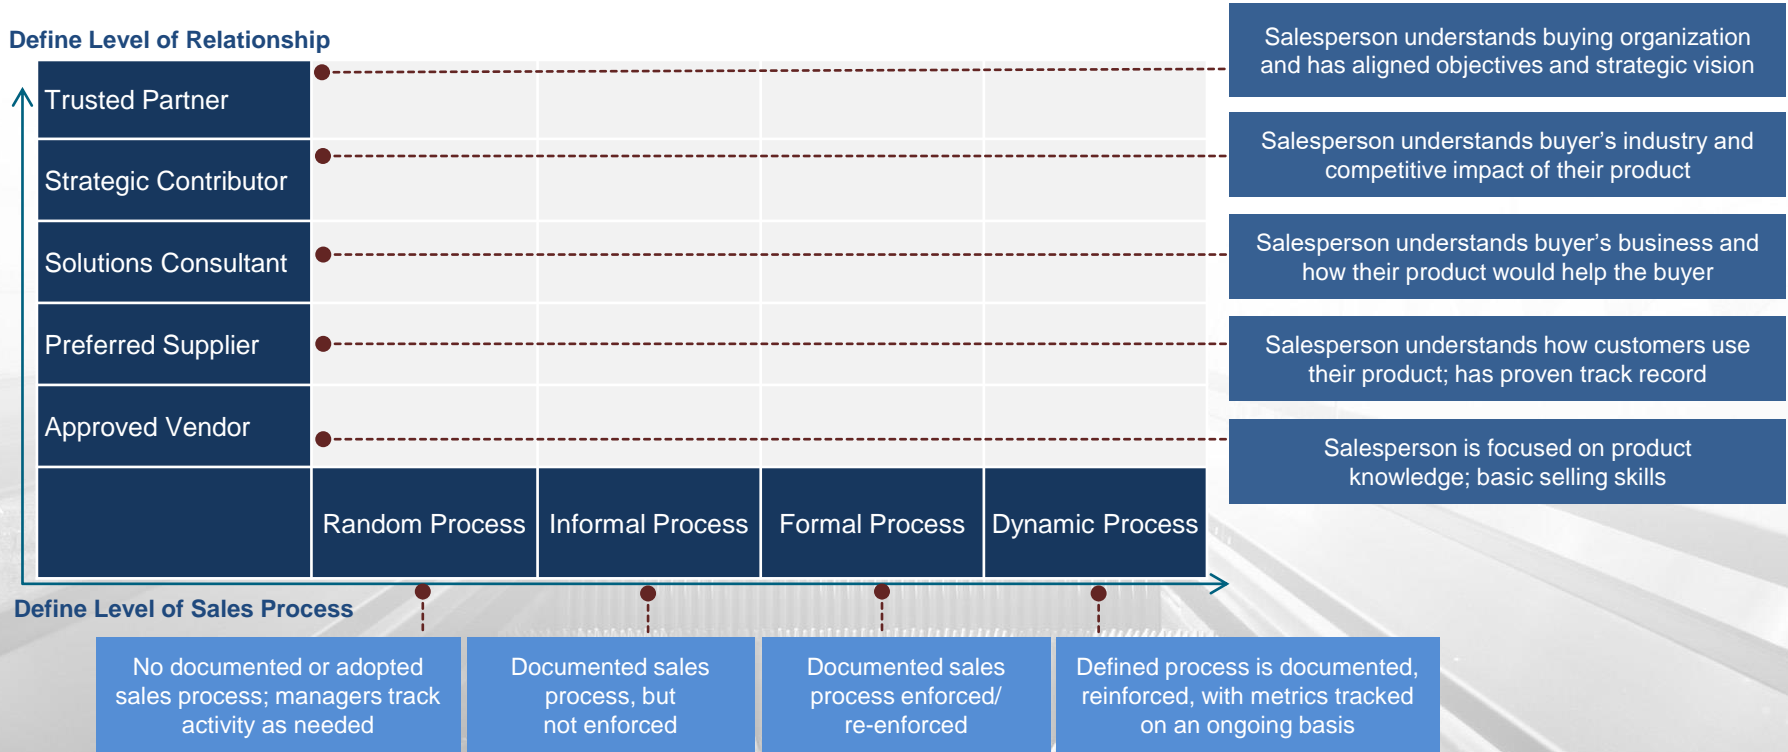 Define Level of Relationship
Trusted Partner
Salesperson understands buying organization
and has aligned objectives and strategic vision
Strategic Contributor
Salesperson understands buyer’s industry and
competitive impact of their product
Solutions Consultant
Salesperson understands buyer’s business and
how their product would help the buyer
Preferred Supplier
Salesperson understands how customers use
their product; has proven track record
Approved Vendor
Salesperson is focused on product
knowledge; basic selling skills
Random Process
Informal Process
Formal Process
Dynamic Process
Define Level of Sales Process
No documented or adopted
sales process; managers track
activity as needed
Documented sales
process, but
not enforced
Documented sales
process enforced/
re-enforced
Defined process is documented,
reinforced, with metrics tracked
on an ongoing basis